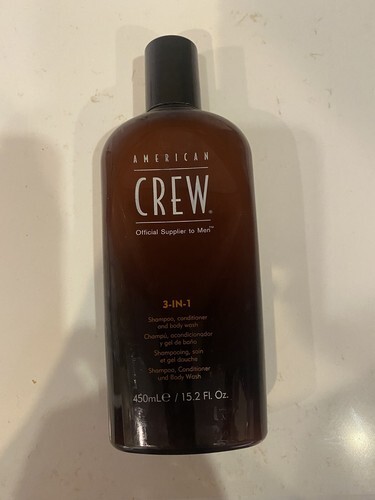 AMERICAN
CREW®
Official Supplier to Men™
3-IN-1
Shampoo, conditioner
and body wash
Champú, acondicionador
y gel de baño
Shampooing, soin
et gel douche
Shampoo, Conditioner
und Body Wash
450mL℮ / 15.2 Fl. Oz.